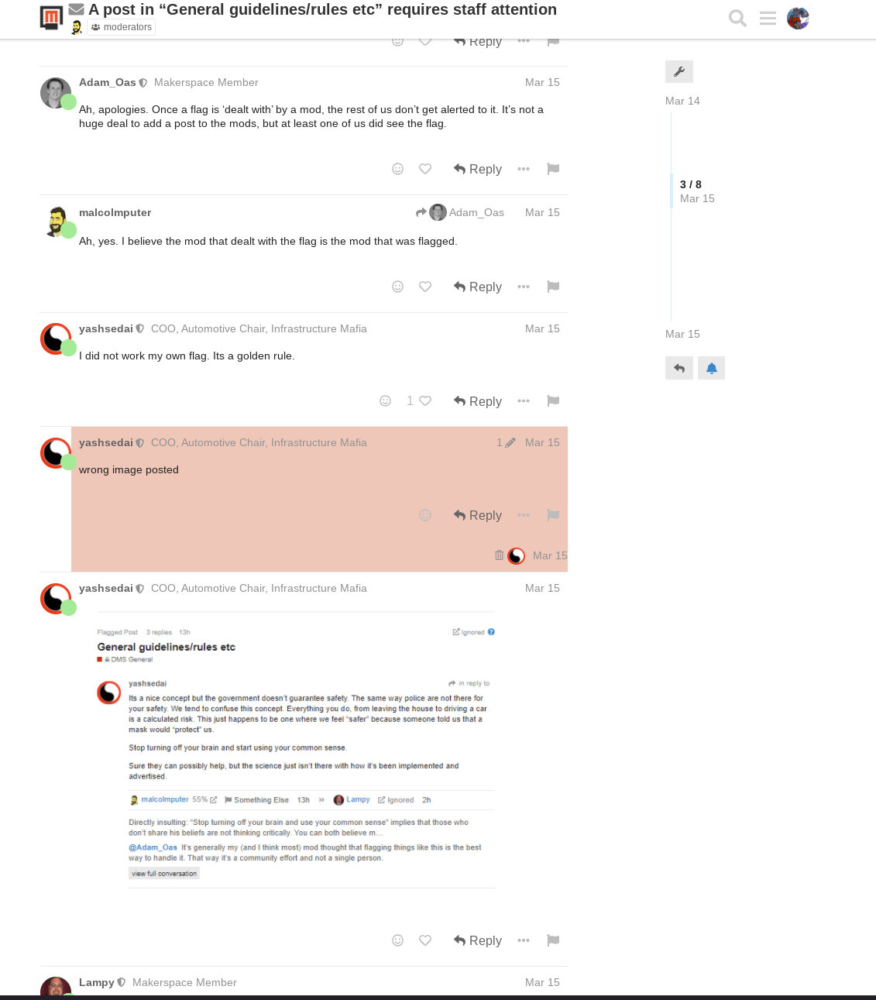 A post in “General guidelines/rules etc” requires staff attention
moderators
Reply
Adam_Oas Makerspace Member Mar 15
Ah, apologies. Once a flag is ‘dealt with’ by a mod, the rest of us don’t get alerted to it. It’s not a
huge deal to add a post to the mods, but at least one of us did see the flag.
Reply
malcolmputer Adam_Oas Mar 15
Ah, yes. I believe the mod that dealt with the flag is the mod that was flagged.
Reply
yashsedai COO, Automotive Chair, Infrastructure Mafia Mar 15
I did not work my own flag. Its a golden rule.
1 Reply
yashsedai COO, Automotive Chair, Infrastructure Mafia 1 Mar 15
wrong image posted
Reply
Mar 15
yashsedai COO, Automotive Chair, Infrastructure Mafia Mar 15
Flagged Post 3 replies 13h Ignored ?
General guidelines/rules etc
DMS General
yashsedai in reply to
Its a nice concept but the government doesn’t guarantee safety. The same way police are not there for
your safety. We tend to confuse this concept. Everything you do, from leaving the house to driving a car
is a calculated risk. This just happens to be one where we feel “safer” because someone told us that a
mask would “protect” us.
Stop turning off your brain and start using your common sense.
Sure they can possibly help, but the science just isn’t there with how it’s been implemented and
advertised.
malcolmputer 55% Something Else 13h » Lampy Ignored 2h
Directly insulting: “Stop turning off your brain and use your common sense” implies that those who
don’t share his beliefs are not thinking critically. You can both believe m…
@Adam_Oas It’s generally my (and I think most) mod thought that flagging things like this is the best
way to handle it. That way it’s a community effort and not a single person.
view full conversation
Reply
Lampy Makerspace Member Mar 15
Mar 14
3 / 8
Mar 15
Mar 15